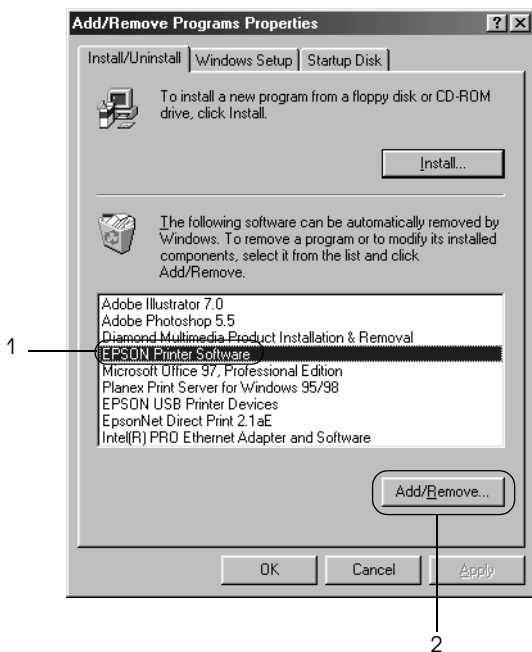 Add/Remove Programs Properties
Install/Uninstall Windows Setup Startup Disk
To install a new program from a floppy disk or CD-ROM
drive, click Install.
Install...
The following software can be automatically removed by
Windows. To remove a program or to modify its installed
components, select it from the list and click
Add/Remove.
Adobe Illustrator 7.0
Adobe Photoshop 5.5
Diamond Multimedia Product Installation & Removal
1 EPSON Printer Software
Microsoft Office 97, Professional Edition
Planex Print Server for Windows 95/98
EPSON USB Printer Devices
EpsonNet Direct Print 2.1aE
Intel(R) PRO Ethernet Adapter and Software
Add/Remove...
OK Cancel Apply
2